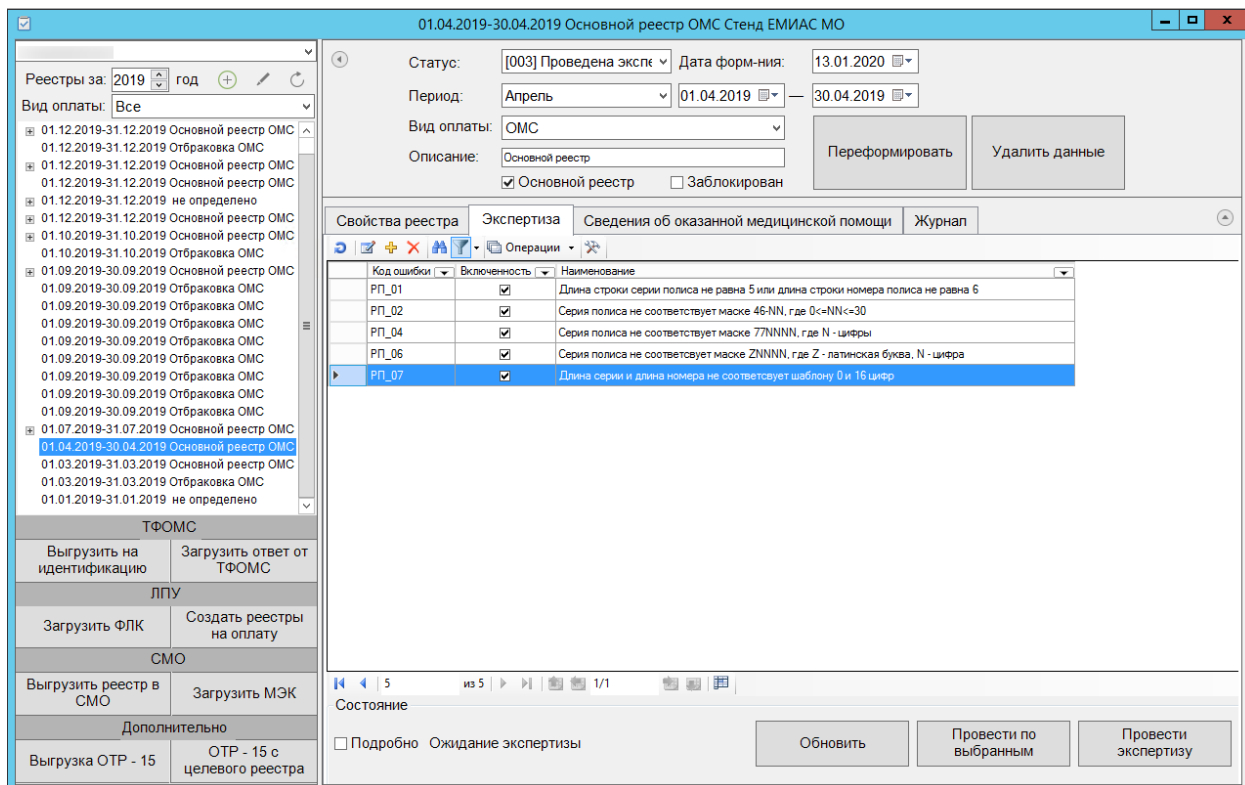 01.04.2019-30.04.2019 Основной реестр ОМС Стенд ЕМИАС МО
Реестры за: 2019 год
Вид оплаты: Все
01.12.2019-31.12.2019 Основной реестр ОМС
01.12.2019-31.12.2019 Отбраковка ОМС
01.12.2019-31.12.2019 Основной реестр ОМС
01.12.2019-31.12.2019 Основной реестр ОМС
01.12.2019-31.12.2019 не определено
01.12.2019-31.12.2019 Основной реестр ОМС
01.10.2019-31.10.2019 Основной реестр ОМС
01.10.2019-31.10.2019 Отбраковка ОМС
01.09.2019-30.09.2019 Основной реестр ОМС
01.09.2019-30.09.2019 Отбраковка ОМС
01.09.2019-30.09.2019 Отбраковка ОМС
01.09.2019-30.09.2019 Отбраковка ОМС
01.09.2019-30.09.2019 Отбраковка ОМС
01.09.2019-30.09.2019 Отбраковка ОМС
01.09.2019-30.09.2019 Отбраковка ОМС
01.09.2019-30.09.2019 Отбраковка ОМС
01.09.2019-30.09.2019 Отбраковка ОМС
01.07.2019-31.07.2019 Основной реестр ОМС
01.04.2019-30.04.2019 Основной реестр ОМС
01.03.2019-31.03.2019 Основной реестр ОМС
01.03.2019-31.03.2019 Отбраковка ОМС
01.01.2019-31.01.2019 не определено
ТФОМС
Выгрузить на идентификацию
Загрузить ответ от ТФОМС
ЛПУ
Загрузить ФЛК
Создать реестры на оплату
СМО
Выгрузить реестр в СМО
Загрузить МЭК
Дополнительно
Выгрузка ОТР - 15
ОТР - 15 с целевого реестра
Статус: [003] Проведена экспе Дата форм-ния: 13.01.2020
Период: Апрель 01.04.2019 — 30.04.2019
Вид оплаты: ОМС
Описание: Основной реестр
Основной реестр Заблокирован
Переформировать Удалить данные
Свойства реестра Экспертиза Сведения об оказанной медицинской помощи Журнал
Операции
Код ошибки Включенность Наименование
РП_01 Длина строки серии полиса не равна 5 или длина строки номера полиса не равна 6
РП_02 Серия полиса не соответствует маске 46-NN, где 0<=NN<=30
РП_04 Серия полиса не соответствует маске 77NNNN, где N - цифры
РП_06 Серия полиса не соответсвует маске ZNNNN, где Z - латинская буква, N - цифра
РП_07 Длина серии и длина номера не соответсвует шаблону 0 и 16 цифр
5 из 5 1/1
Состояние
Подробно Ожидание экспертизы
Обновить
Провести по выбранным
Провести экспертизу